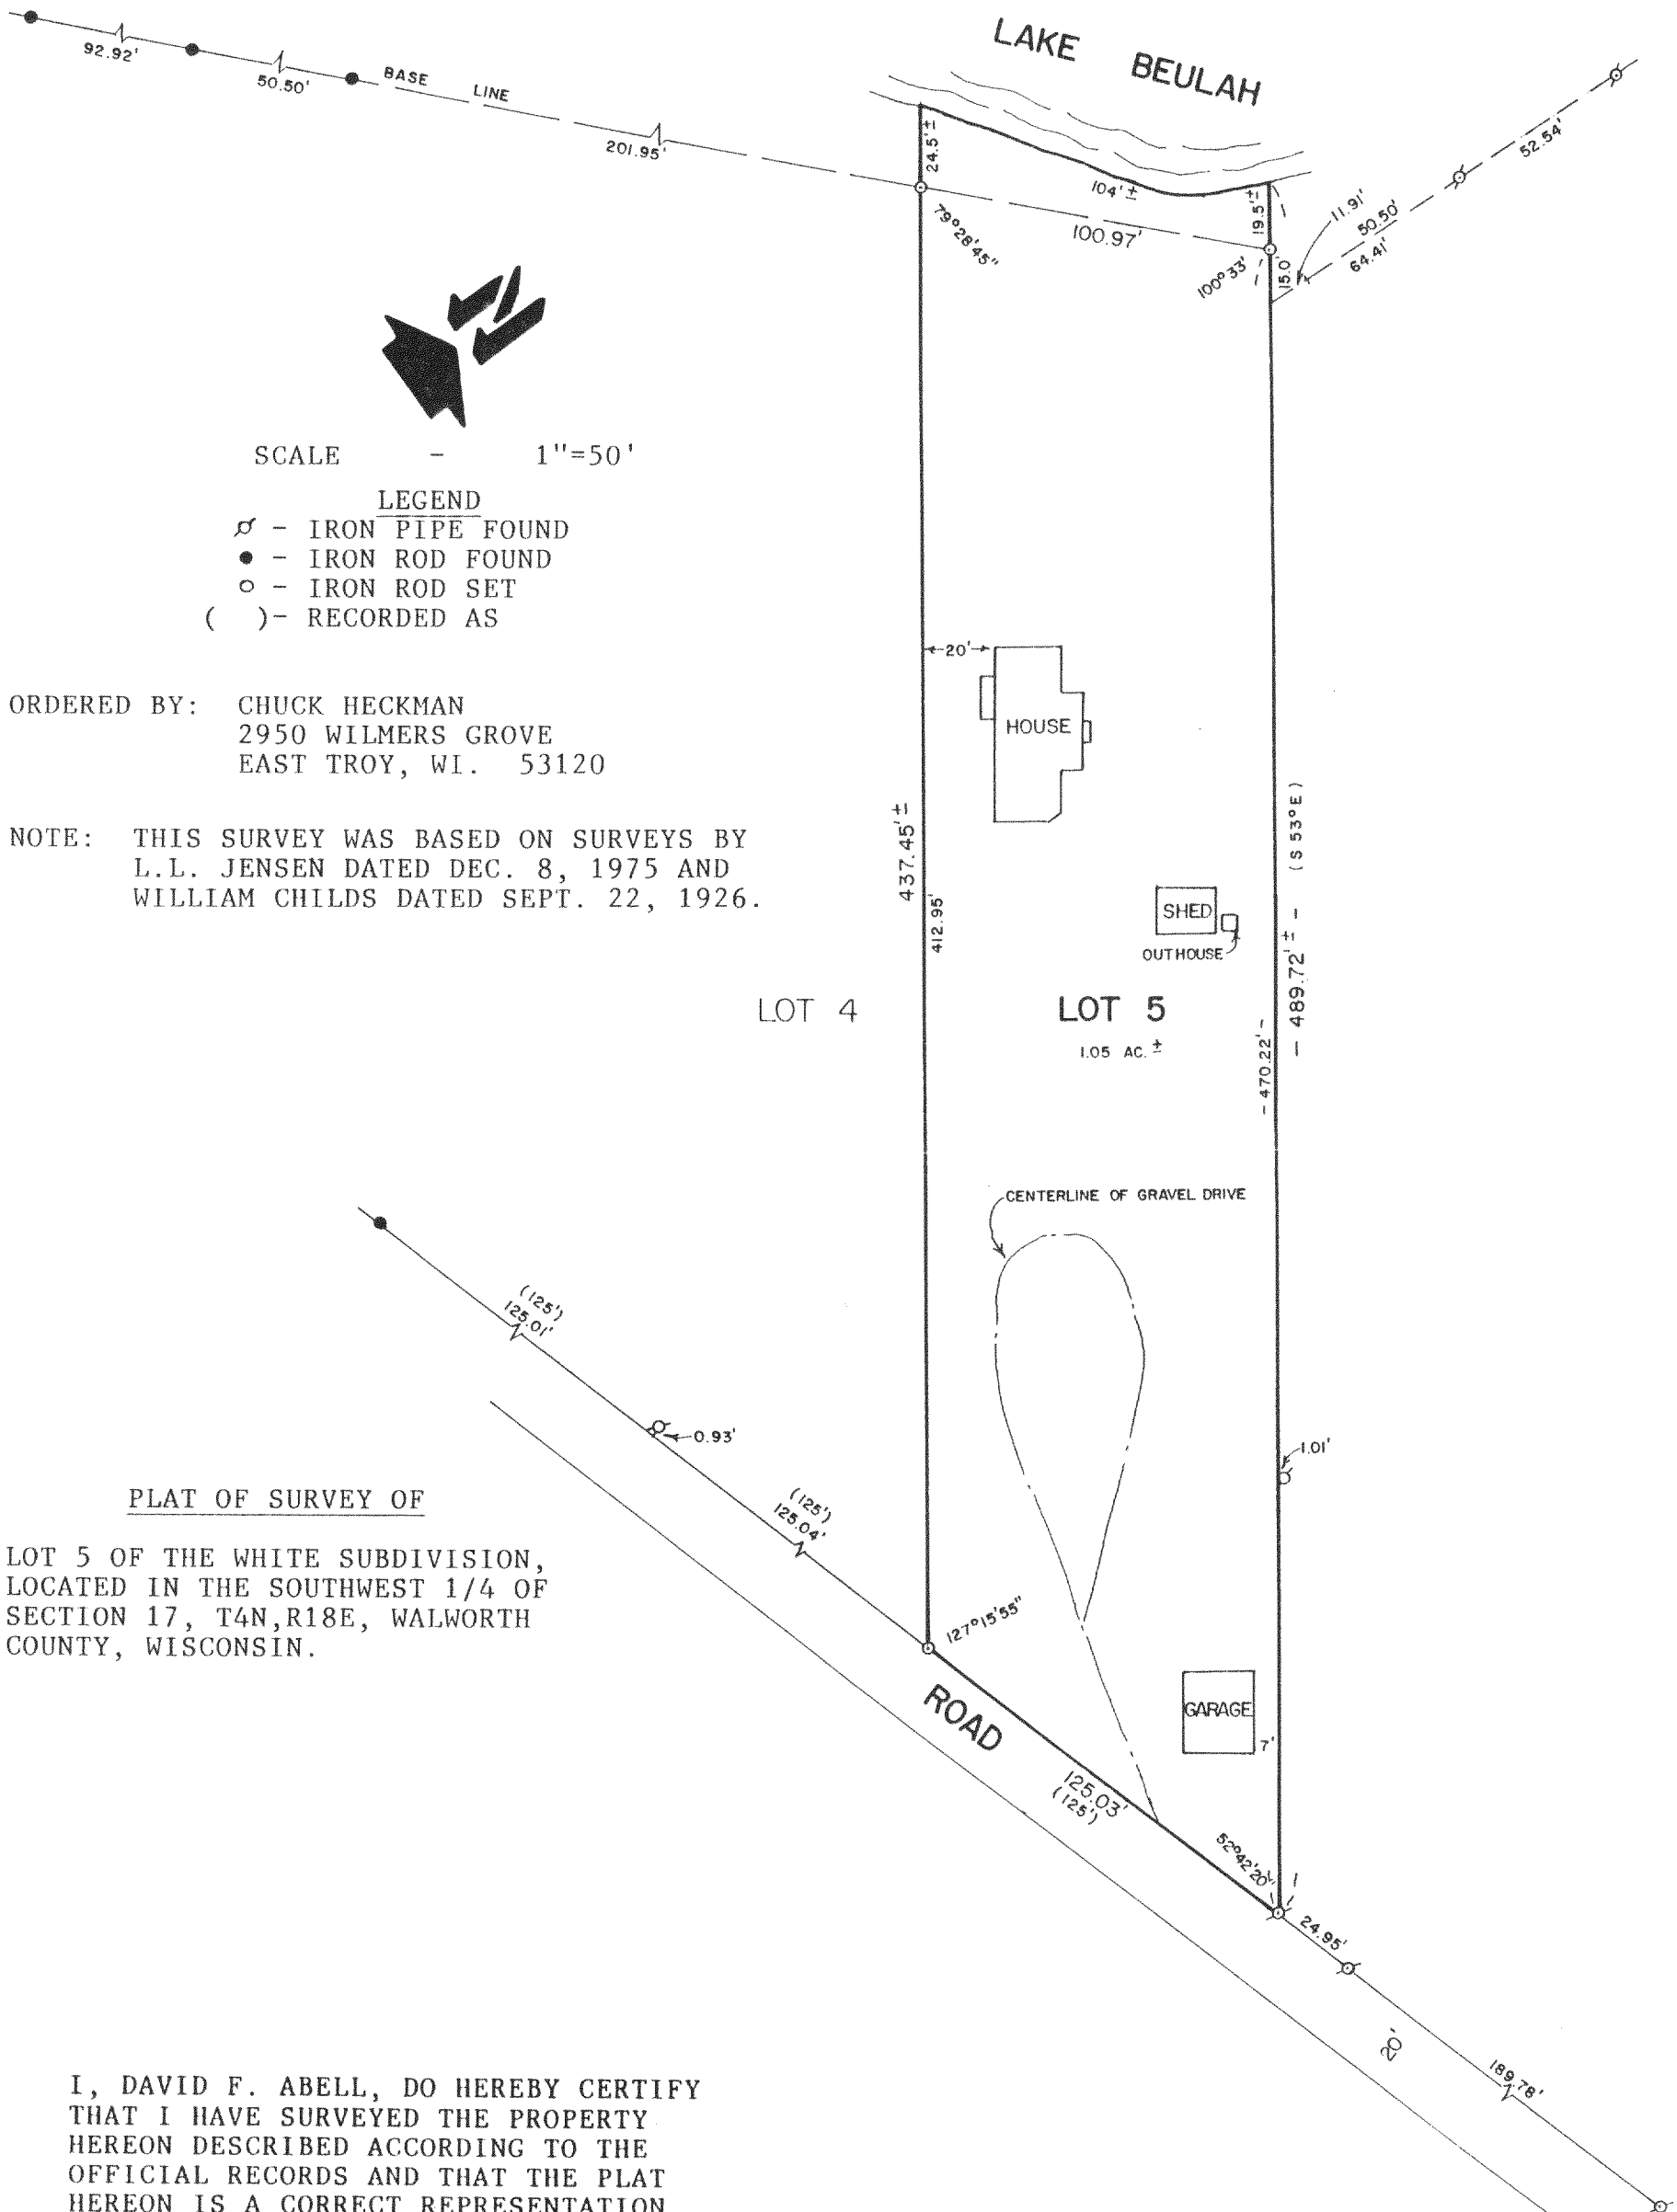 LAKE BEULAH
92.92'
50.50'
BASE LINE
201.95'
24.5'±
104'±
19.5'±
100.97'
79°28'45"
100°33'
15.0'
11.91'
50.50'
64.41'
52.54'
SCALE - 1"=50'
LEGEND
- IRON PIPE FOUND
● - IRON ROD FOUND
○ - IRON ROD SET
( )- RECORDED AS
20'
HOUSE
ORDERED BY: CHUCK HECKMAN
2950 WILMERS GROVE
EAST TROY, WI. 53120
NOTE: THIS SURVEY WAS BASED ON SURVEYS BY
L.L. JENSEN DATED DEC. 8, 1975 AND
WILLIAM CHILDS DATED SEPT. 22, 1926.
437.45'±
412.95'
SHED
OUTHOUSE
- 489.72'± - (S 53°E)
- 470.22' -
LOT 4
LOT 5
1.05 AC.±
CENTERLINE OF GRAVEL DRIVE
(125')
125.01'
0.93'
(125')
125.04'
1.01'
PLAT OF SURVEY OF
LOT 5 OF THE WHITE SUBDIVISION,
LOCATED IN THE SOUTHWEST 1/4 OF
SECTION 17, T4N,R18E, WALWORTH
COUNTY, WISCONSIN.
127°15'55"
ROAD
GARAGE
7'
125.03'
(125')
52°42'20"
24.95'
20'
189.78'
I, DAVID F. ABELL, DO HEREBY CERTIFY
THAT I HAVE SURVEYED THE PROPERTY
HEREON DESCRIBED ACCORDING TO THE
OFFICIAL RECORDS AND THAT THE PLAT
HEREON IS A CORRECT REPRESENTATION